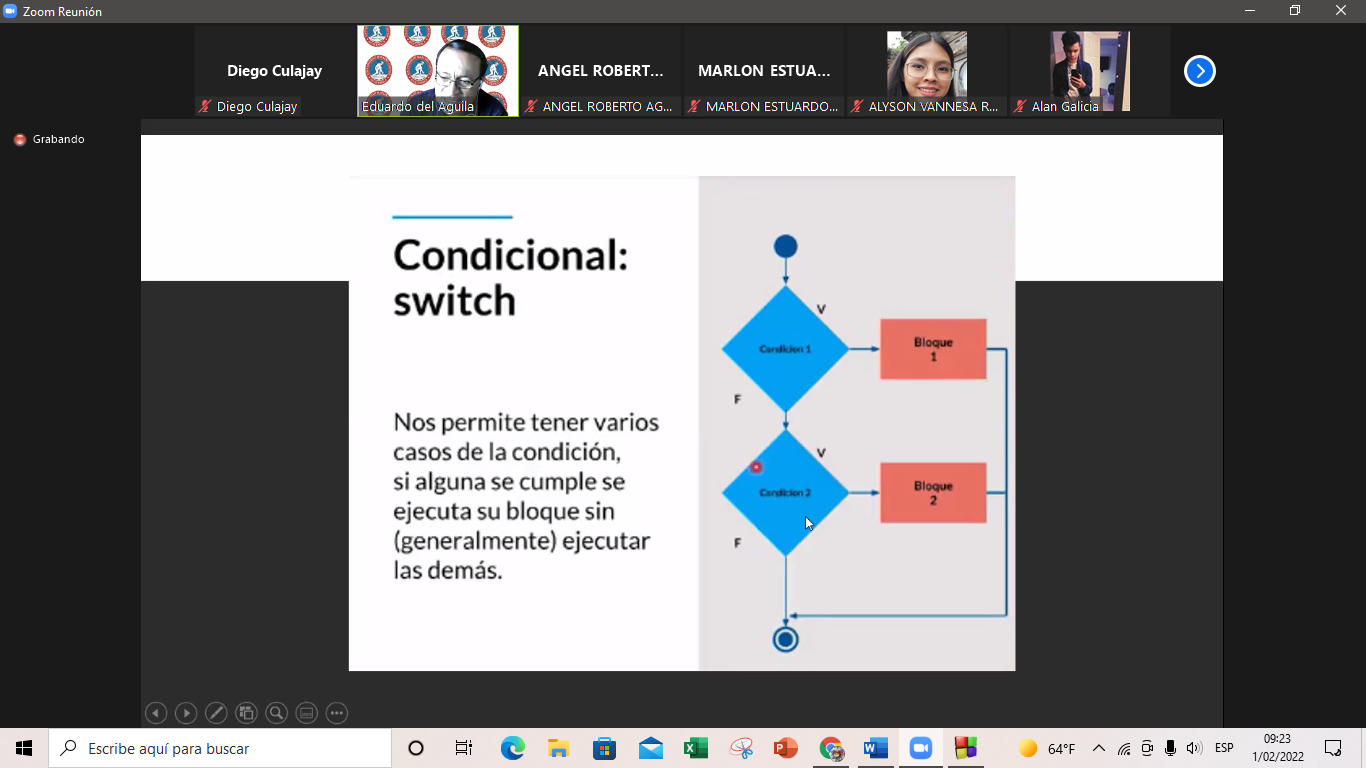 Zoom Reunión
Diego Culajay
ANGEL ROBERT...
MARLON ESTUA...
Diego Culajay
Eduardo del Aguila
ANGEL ROBERTO AG...
MARLON ESTUARDO...
ALYSON VANNESA R...
Alan Galicia
Grabando
Condicional:
switch
Nos permite tener varios
casos de la condición,
si alguna se cumple se
ejecuta su bloque sin
(generalmente) ejecutar
las demás.
V
Condicion 1
Bloque
1
F
V
Condicion 2
Bloque
2
F
Escribe aquí para buscar
64°F
ESP
09:23
1/02/2022